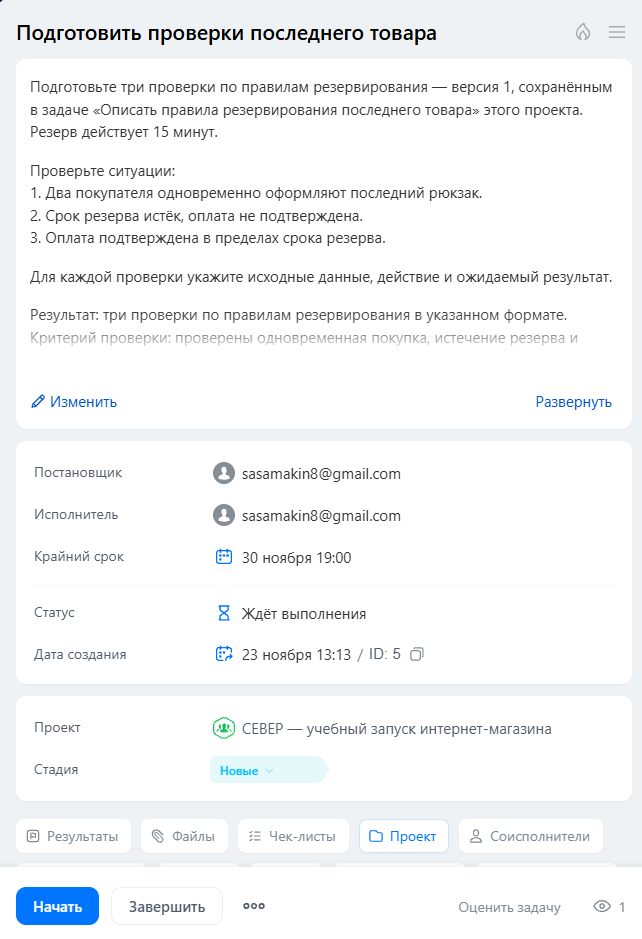 Подготовить проверки последнего товара
Подготовьте три проверки по правилам резервирования — версия 1, сохранённым
в задаче «Описать правила резервирования последнего товара» этого проекта.
Резерв действует 15 минут.
Проверьте ситуации:
1. Два покупателя одновременно оформляют последний рюкзак.
2. Срок резерва истёк, оплата не подтверждена.
3. Оплата подтверждена в пределах срока резерва.
Для каждой проверки укажите исходные данные, действие и ожидаемый результат.
Результат: три проверки по правилам резервирования в указанном формате.
Критерий проверки: проверены одновременная покупка, истечение резерва и
Изменить
Развернуть
Постановщик
sasamakin8@gmail.com
Исполнитель
sasamakin8@gmail.com
Крайний срок
30 ноября 19:00
Статус
Ждёт выполнения
Дата создания
23 ноября 13:13 / ID: 5
Проект
СЕВЕР — учебный запуск интернет-магазина
Стадия
Новые
Результаты
Файлы
Чек-листы
Проект
Соисполнители
Начать
Завершить
Оценить задачу
1